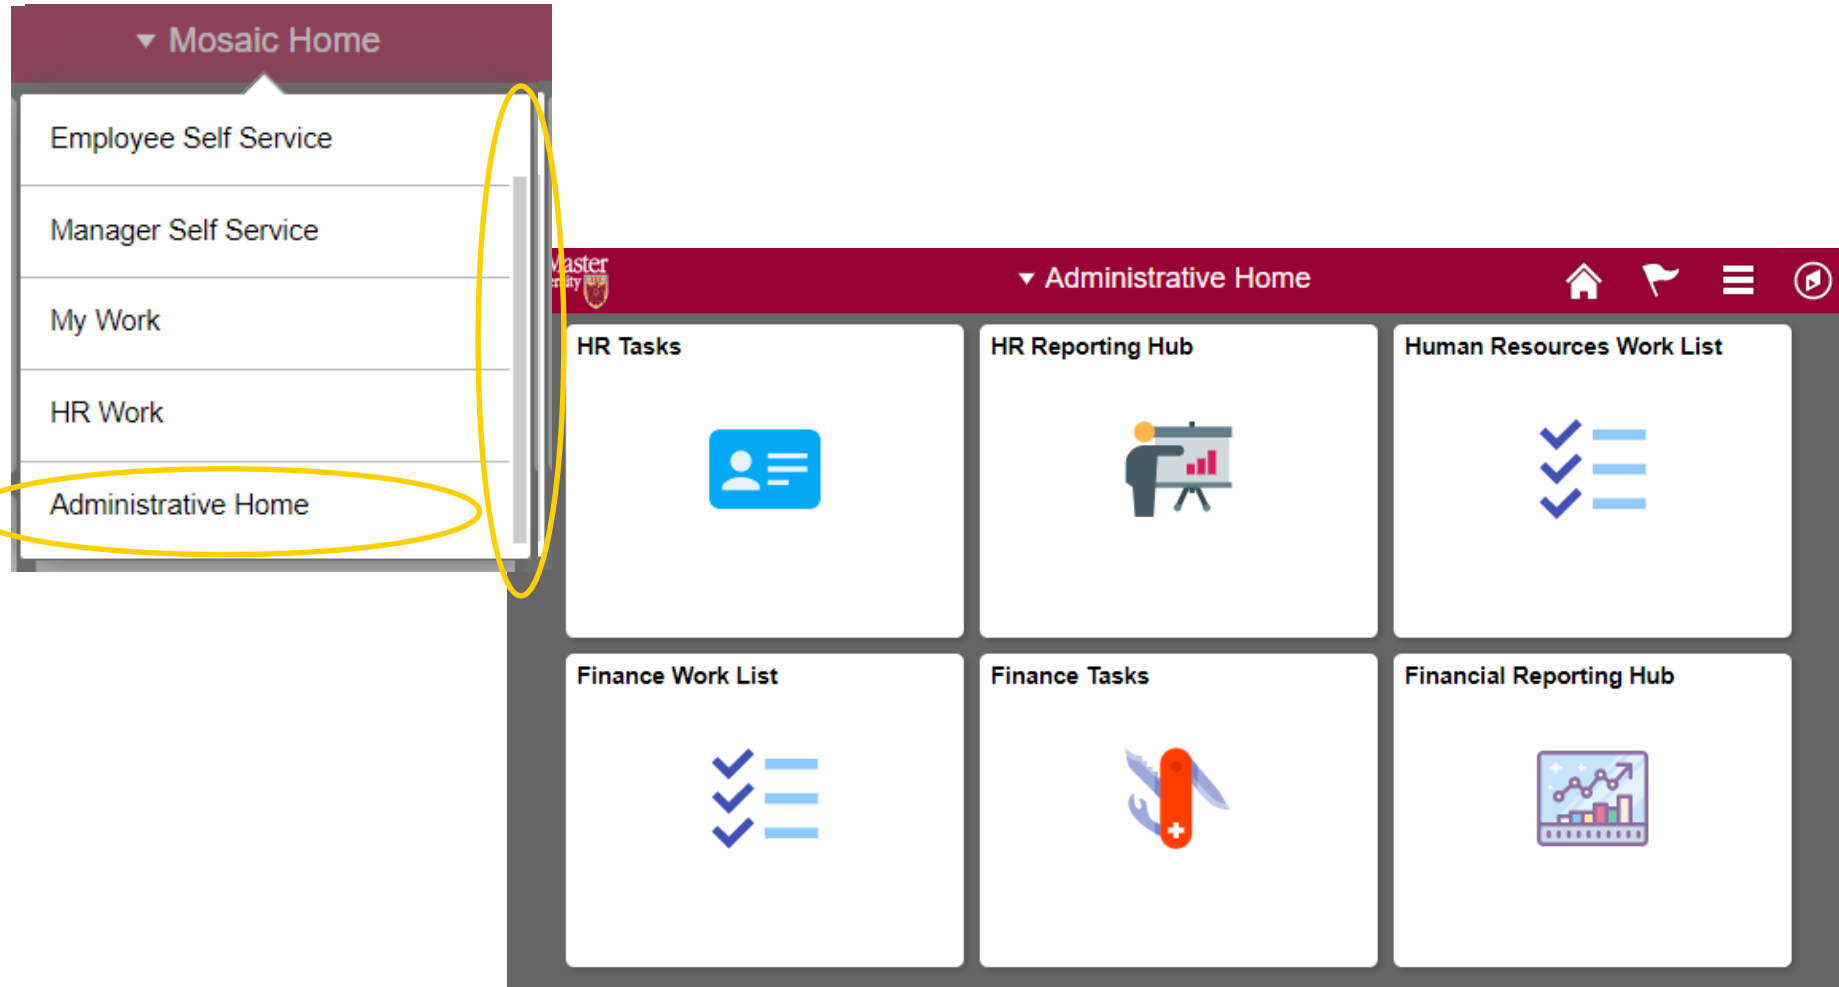 Mosaic Home
Employee Self Service
Manager Self Service
My Work
HR Work
Administrative Home
Master
Administrative Home
HR Tasks
HR Reporting Hub
Human Resources Work List
Finance Work List
Finance Tasks
Financial Reporting Hub